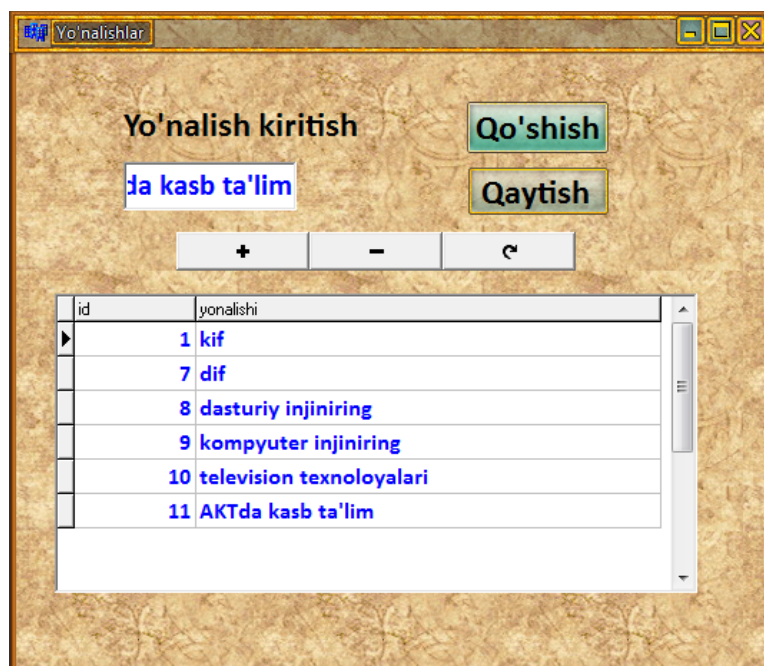 Yo'nalishlar
Yo'nalish kiritish
Qo'shish
da kasb ta'lim
Qaytish
id yonalishi
1 kif
7 dif
8 dasturiy injiniring
9 kompyuter injiniring
10 television texnoloyalari
11 AKTda kasb ta'lim